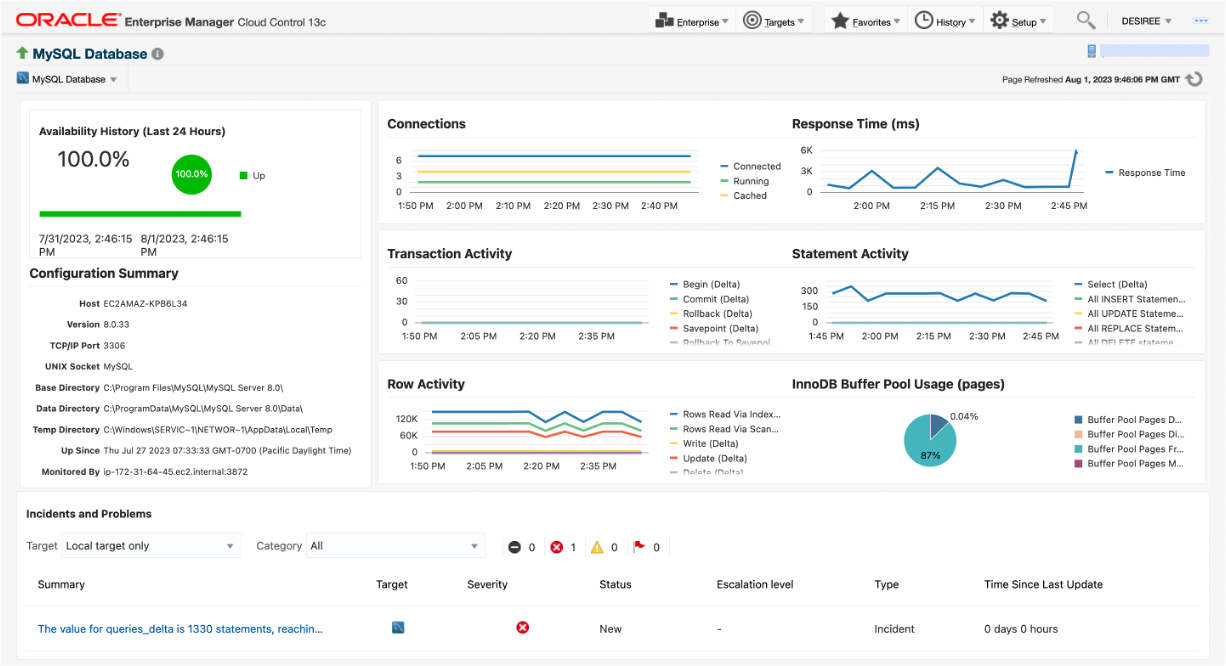 ORACLE® Enterprise Manager Cloud Control 13c
Enterprise Targets Favorites History Setup DESIREE
MySQL Database
MySQL Database
Page Refreshed Aug 1, 2023 9:46:06 PM GMT
Availability History (Last 24 Hours)
100.0%
100.0%
Up
7/31/2023, 2:46:15 PM
8/1/2023, 2:46:15 PM
Configuration Summary
Host EC2AMAZ-KPB6L34
Version 8.0.33
TCP/IP Port 3306
UNIX Socket MySQL
Base Directory C:\Program Files\MySQL\MySQL Server 8.0\
Data Directory C:\ProgramData\MySQL\MySQL Server 8.0\Data\
Temp Directory C:\Windows\SERVIC~1\NETWOR~1\AppData\Local\Temp
Up Since Thu Jul 27 2023 07:33:33 GMT-0700 (Pacific Daylight Time)
Monitored By ip-172-31-64-45.ec2.internal:3872
Connections
6
3
0
1:50 PM 2:00 PM 2:10 PM 2:20 PM 2:30 PM 2:40 PM
Connected
Running
Cached
Response Time (ms)
6K
3K
0
2:00 PM 2:15 PM 2:30 PM 2:45 PM
Response Time
Transaction Activity
60
30
0
1:50 PM 2:05 PM 2:20 PM 2:35 PM
Begin (Delta)
Commit (Delta)
Rollback (Delta)
Savepoint (Delta)
Rollback To Savepoi
Statement Activity
300
150
0
1:45 PM 2:00 PM 2:15 PM 2:30 PM 2:45 PM
Select (Delta)
All INSERT Statemen...
All UPDATE Stateme...
All REPLACE Statem...
All DELETE stateme...
Row Activity
120K
60K
0
1:50 PM 2:05 PM 2:20 PM 2:35 PM
Rows Read Via Index...
Rows Read Via Scan...
Write (Delta)
Update (Delta)
Delete (Delta)
InnoDB Buffer Pool Usage (pages)
0.04%
87%
Buffer Pool Pages D...
Buffer Pool Pages Di...
Buffer Pool Pages Fr...
Buffer Pool Pages M...
Incidents and Problems
Target Local target only Category All 0 1 0 0
Summary Target Severity Status Escalation level Type Time Since Last Update
The value for queries_delta is 1330 statements, reachin... New - Incident 0 days 0 hours